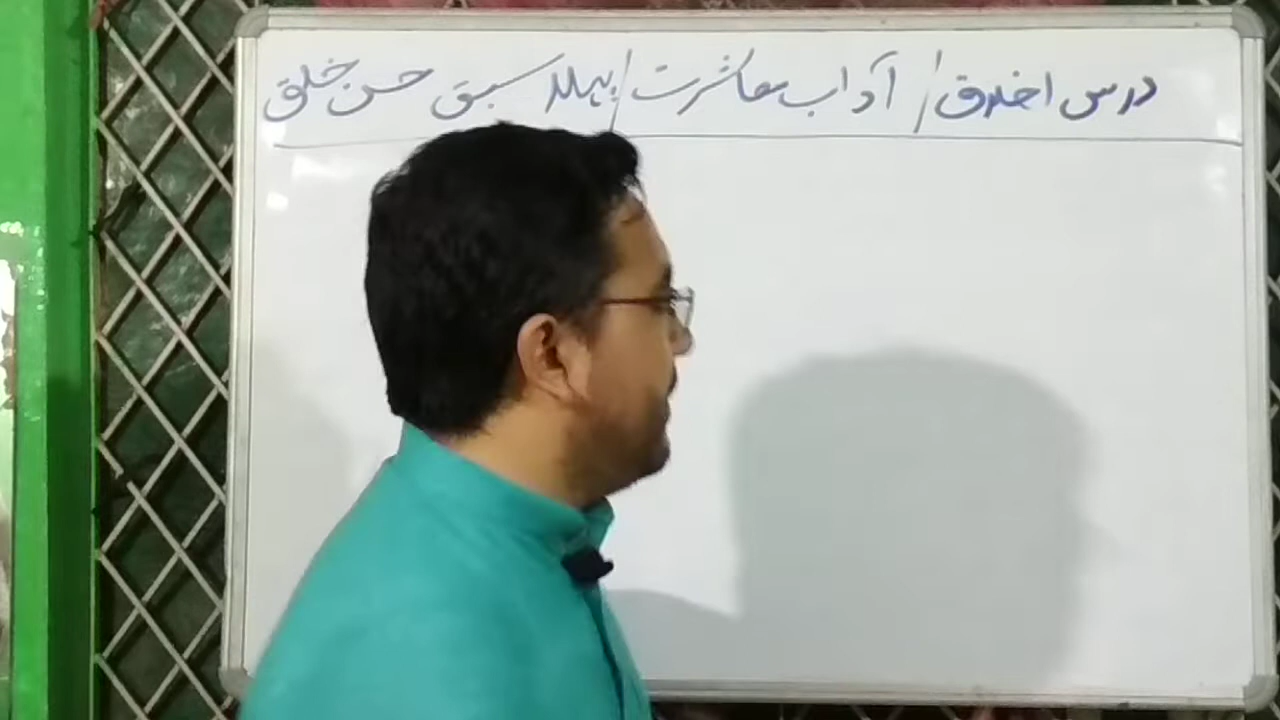 درس اخلاق / آداب معاشرت / پہلا سبق حسن خلق